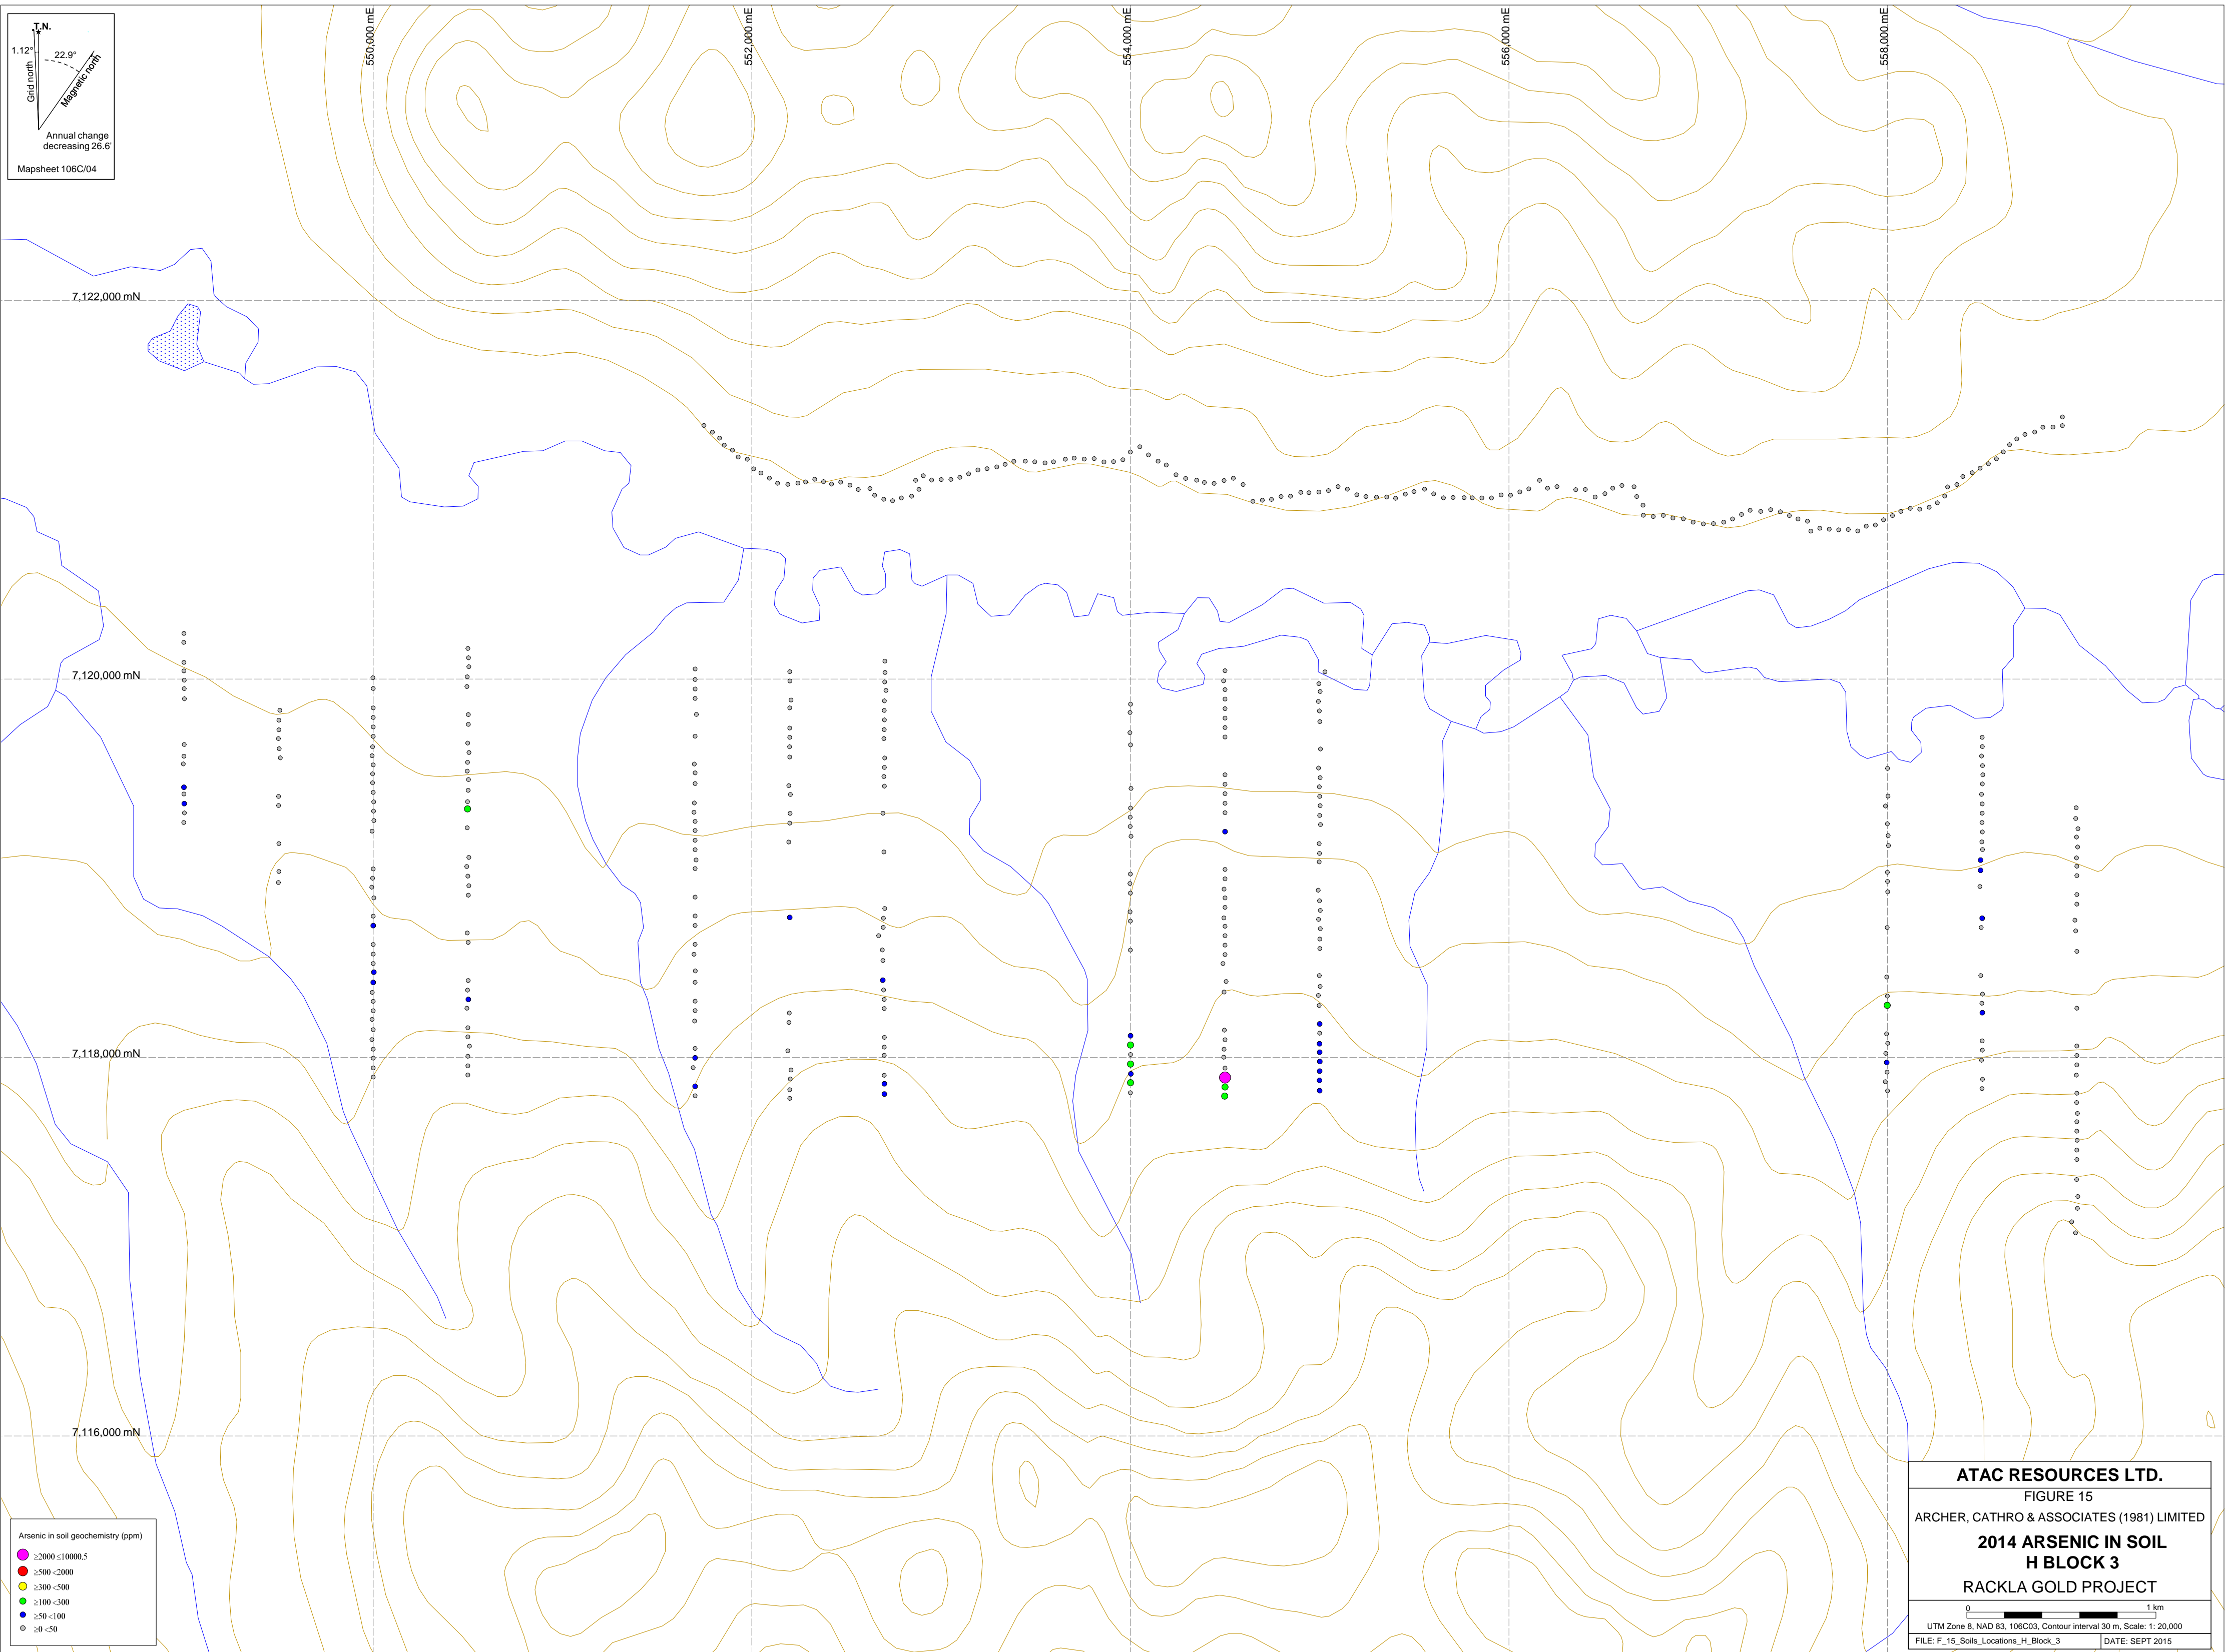 T.N.
1.12°
22.9°
Grid north
Magnetic north
Annual change
decreasing 26.6'
Mapsheet 106C/04
550,000 mE
552,000 mE
554,000 mE
556,000 mE
558,000 mE
7,122,000 mN
7,120,000 mN
7,118,000 mN
7,116,000 mN
Arsenic in soil geochemistry (ppm)
≥2000 ≤10000.5
≥500 <2000
≥300 <500
≥100 <300
≥50 <100
≥0 <50
ATAC RESOURCES LTD.
FIGURE 15
ARCHER, CATHRO & ASSOCIATES (1981) LIMITED
2014 ARSENIC IN SOIL
H BLOCK 3
RACKLA GOLD PROJECT
0 1 km
UTM Zone 8, NAD 83, 106C03, Contour interval 30 m, Scale: 1: 20,000
FILE: F_15_Soils_Locations_H_Block_3 DATE: SEPT 2015